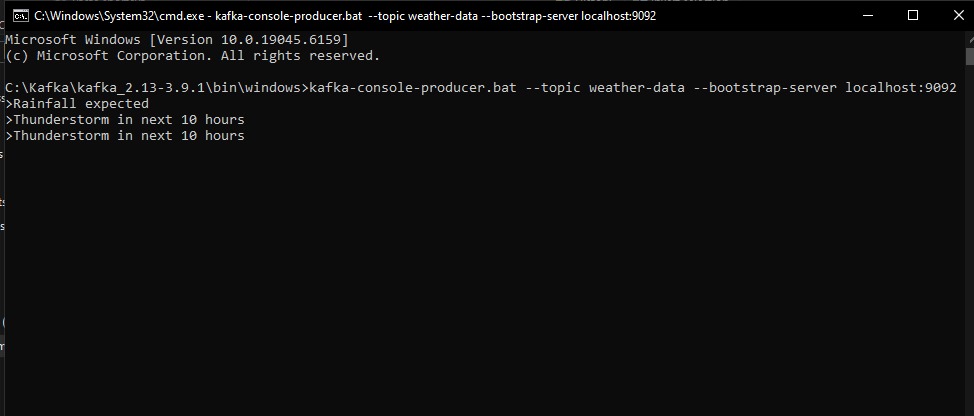 C:\Windows\System32\cmd.exe - kafka-console-producer.bat --topic weather-data --bootstrap-server localhost:9092
Microsoft Windows [Version 10.0.19045.6159]
(c) Microsoft Corporation. All rights reserved.
C:\Kafka\kafka_2.13-3.9.1\bin\windows>kafka-console-producer.bat --topic weather-data --bootstrap-server localhost:9092
>Rainfall expected
>Thunderstorm in next 10 hours
>Thunderstorm in next 10 hours